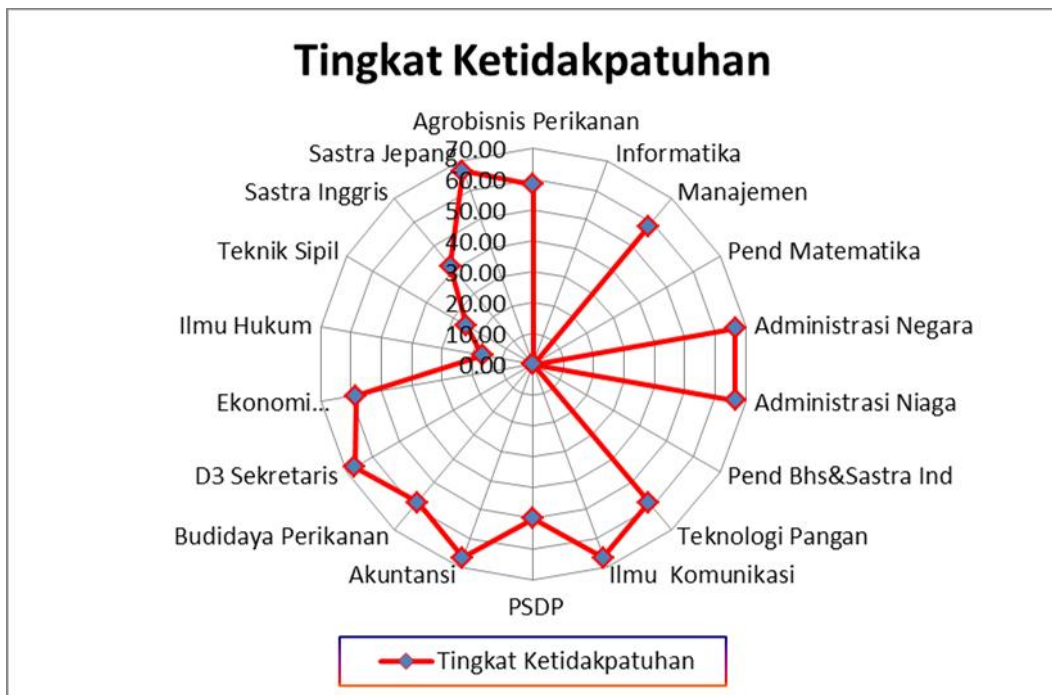 Tingkat Ketidakpatuhan
Agrobisnis Perikanan
Informatika
Manajemen
Pend Matematika
Administrasi Negara
Administrasi Niaga
Pend Bhs&Sastra Ind
Teknologi Pangan
Ilmu  Komunikasi
PSDP
Akuntansi
Budidaya Perikanan
D3 Sekretaris
Ekonomi...
Ilmu Hukum
Teknik Sipil
Sastra Inggris
Sastra Jepang
70.00
60.00
50.00
40.00
30.00
20.00
10.00
0.00
Tingkat Ketidakpatuhan